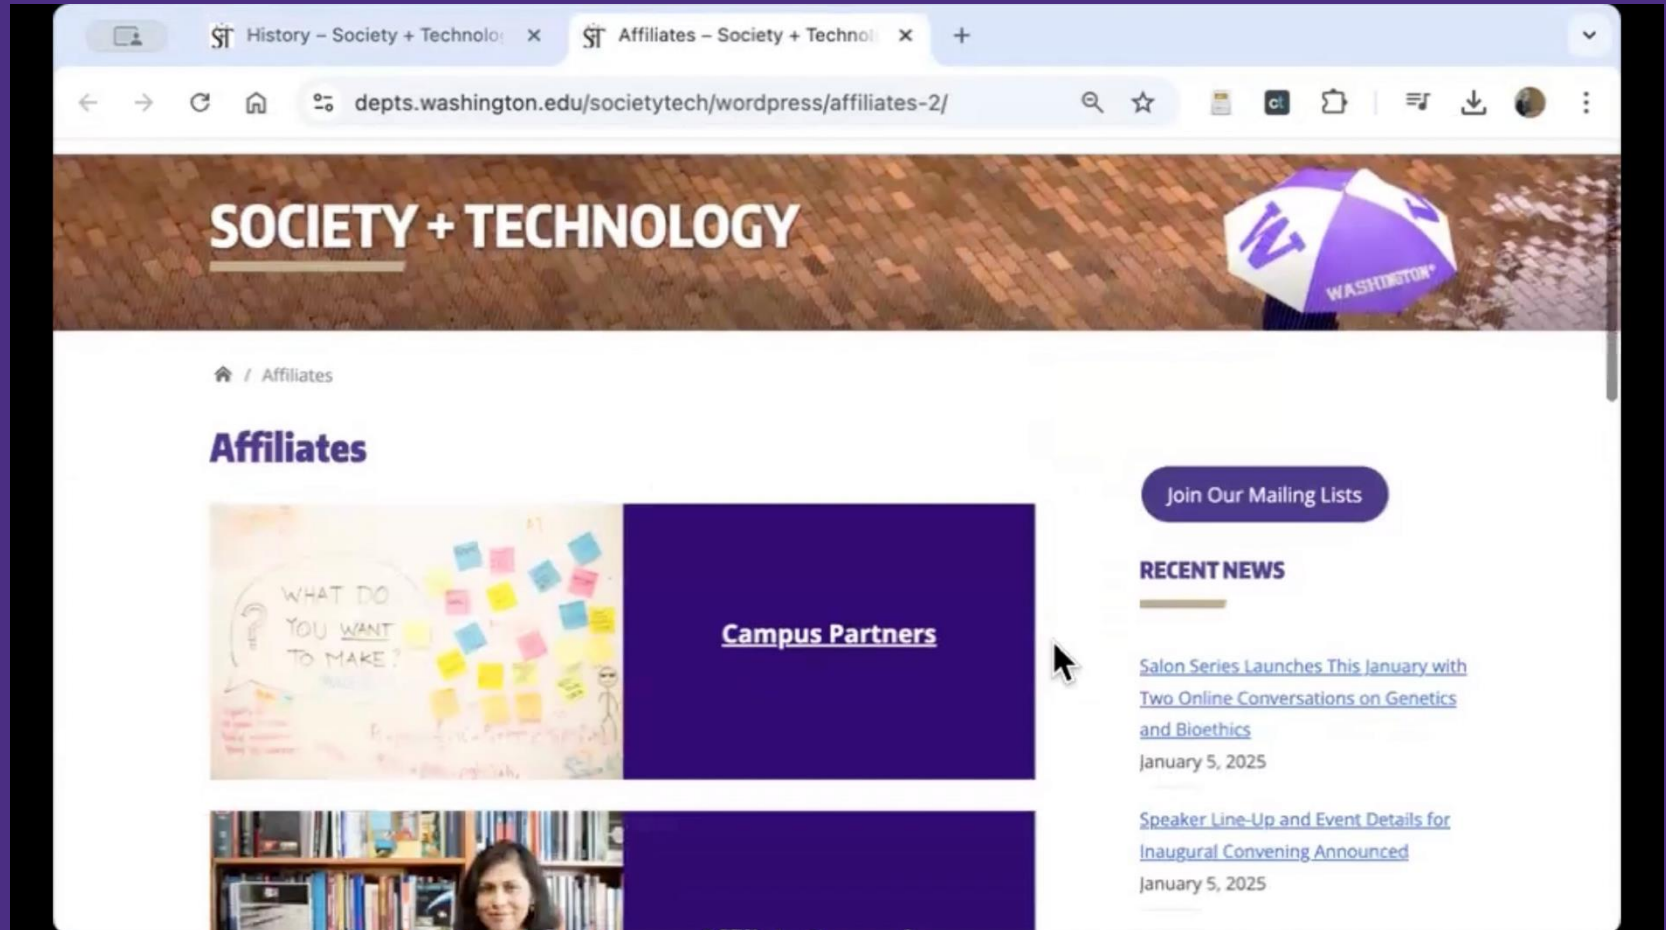 History – Society + Technolo
Affiliates – Society + Technol
depts.washington.edu/societytech/wordpress/affiliates-2/
ct
SOCIETY + TECHNOLOGY
W
WASHINGTON
/ Affiliates
Affiliates
WHAT DO
YOU WANT
TO MAKE?
Campus Partners
Join Our Mailing Lists
RECENT NEWS
Salon Series Launches This January with
Two Online Conversations on Genetics
and Bioethics
January 5, 2025
Speaker Line-Up and Event Details for
Inaugural Convening Announced
January 5, 2025